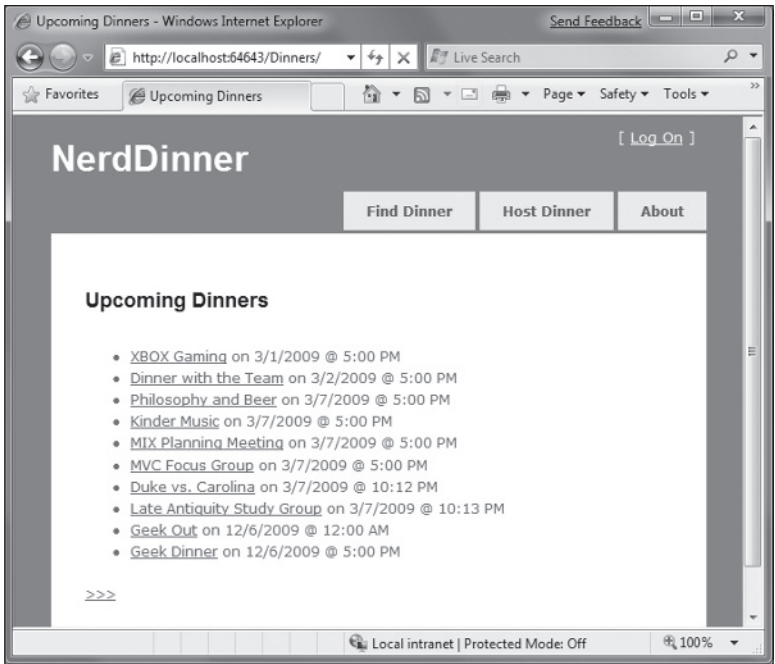 Upcoming Dinners - Windows Internet Explorer
Send Feedback
http://localhost:64643/Dinners/
Live Search
Favorites
Upcoming Dinners
Page
Safety
Tools
[ Log On ]
NerdDinner
Find Dinner
Host Dinner
About
Upcoming Dinners
XBOX Gaming on 3/1/2009 @ 5:00 PM
Dinner with the Team on 3/2/2009 @ 5:00 PM
Philosophy and Beer on 3/7/2009 @ 5:00 PM
Kinder Music on 3/7/2009 @ 5:00 PM
MIX Planning Meeting on 3/7/2009 @ 5:00 PM
MVC Focus Group on 3/7/2009 @ 5:00 PM
Duke vs. Carolina on 3/7/2009 @ 10:12 PM
Late Antiquity Study Group on 3/7/2009 @ 10:13 PM
Geek Out on 12/6/2009 @ 12:00 AM
Geek Dinner on 12/6/2009 @ 5:00 PM
>>>
Local intranet | Protected Mode: Off
100%